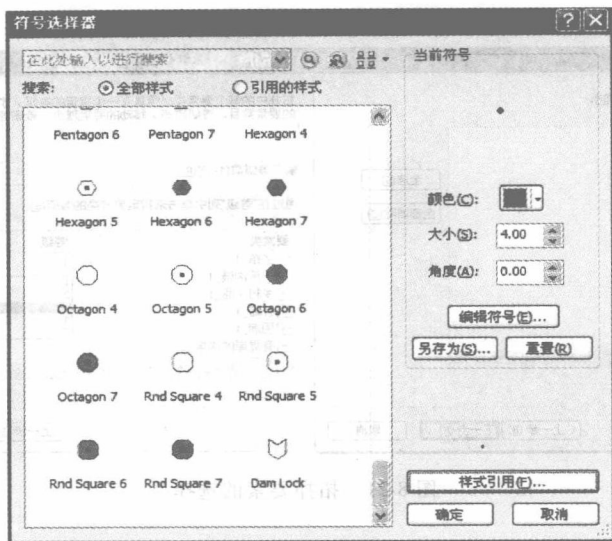 符号选择器
在此处输入以进行搜索
搜索: 全部样式 引用的样式
Pentagon 6 Pentagon 7 Hexagon 4
Hexagon 5 Hexagon 6 Hexagon 7
Octagon 4 Octagon 5 Octagon 6
Octagon 7 Rnd Square 4 Rnd Square 5
Rnd Square 6 Rnd Square 7 Dam Lock
当前符号
颜色(C):
大小(S): 4.00
角度(A): 0.00
编辑符号(E)...
另存为(S)... 重置(R)
样式引用(F)...
确定 取消